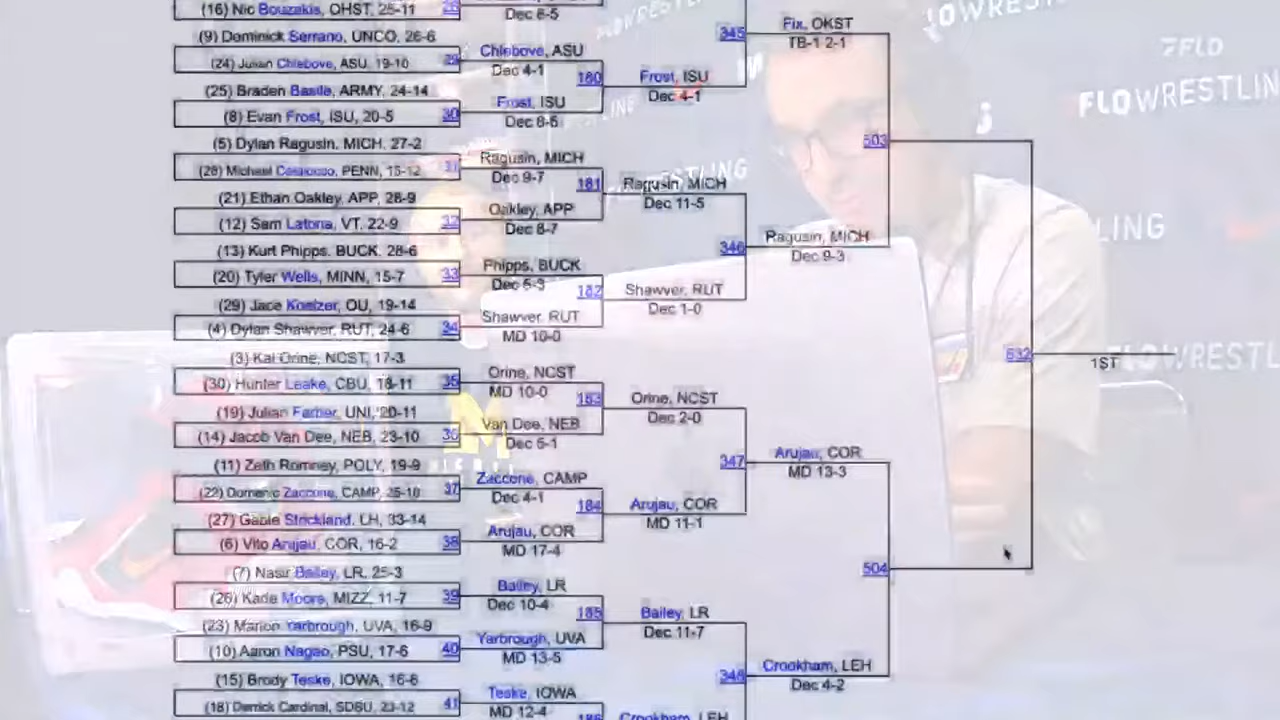 (16) Nic Bouzakis, OHST, 25-11
Dec 6-5
Fix, OKST
345
TB-1 2-1
(9) Dominick Serrano, UNCO, 26-6
7FLO
Chlebove, ASU
29
(24) Julian Chlebove, ASU, 19-10
Dec 4-1
180
Frost, ISU
(25) Braden Basile, ARMY, 24-14
Dec 4-1
FLOWRESTLIN
Frost, ISU
(8) Evan Frost, ISU, 20-5
30
Dec 6-5
(5) Dylan Ragusin, MICH, 27-2
503
Ragusin, MICH
(28) Michael Colaiocco, PENN, 15-12
31
Dec 9-7
181
Ragusin, MICH
(21) Ethan Oakley, APP, 28-9
Dec 11-5
Oakley, APP
(12) Sam Latona, VT, 22-9
32
Dec 8-7
LING
Ragusin, MICH
346
Dec 9-3
(13) Kurt Phipps, BUCK, 28-6
Phipps, BUCK
(20) Tyler Wells, MINN, 15-7
33
Dec 5-3
182
Shawver, RUT
(29) Jace Koelzer, OU, 19-14
Dec 1-0
Shawver, RUT
(4) Dylan Shawver, RUT, 24-6
34
MD 10-0
(3) Kai Orine, NCST, 17-3
632
1ST
FLOWRESTL
Orine, NCST
(30) Hunter Leake, CBU, 18-11
35
MD 10-0
183
Orine, NCST
(19) Julian Farber, UNI, 20-11
Dec 2-0
Van Dee, NEB
(14) Jacob Van Dee, NEB, 23-10
36
Dec 5-1
Arujau, COR
347
MD 13-3
(11) Zeth Romney, POLY, 19-9
Zaccone, CAMP
(22) Domenic Zaccone, CAMP, 25-10
37
Dec 4-1
184
Arujau, COR
(27) Gable Strickland, LH, 33-14
MD 11-1
Arujau, COR
(6) Vito Arujau, COR, 16-2
38
MD 17-4
504
(7) Nasir Bailey, LR, 25-3
Bailey, LR
(26) Kade Moore, MIZZ, 11-7
39
Dec 10-4
185
Bailey, LR
(23) Marlon Yarbrough, UVA, 16-9
Dec 11-7
Yarbrough, UVA
(10) Aaron Nagao, PSU, 17-6
40
MD 13-5
Crookham, LEH
348
Dec 4-2
(15) Brody Teske, IOWA, 16-6
Teske, IOWA
(18) Derrick Cardinal, SDSU, 23-12
41
MD 12-4
186
Crookham, LEH